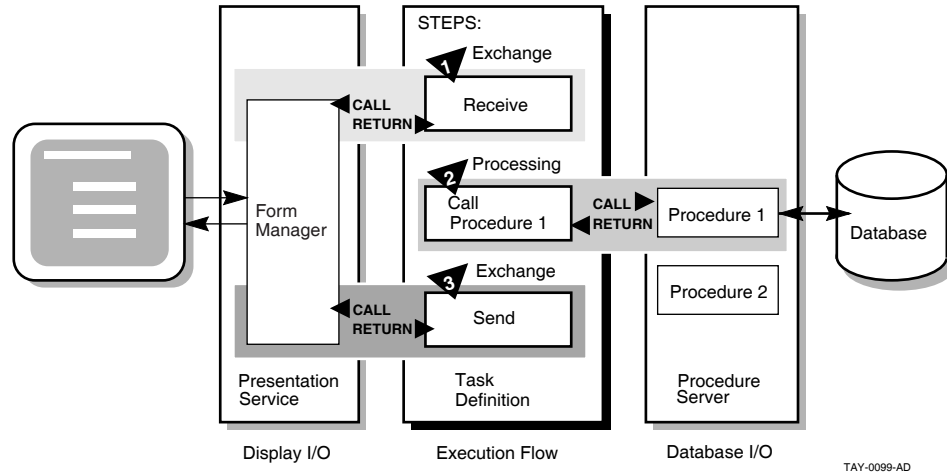 STEPS:
1
Exchange
Receive
CALL
RETURN
2
Processing
Call
Procedure 1
CALL
RETURN
Procedure 1
Form
Manager
Database
3
Exchange
Procedure 2
Send
CALL
RETURN
Presentation
Service
Task
Definition
Procedure
Server
Display I/O
Execution Flow
Database I/O
TAY-0099-AD